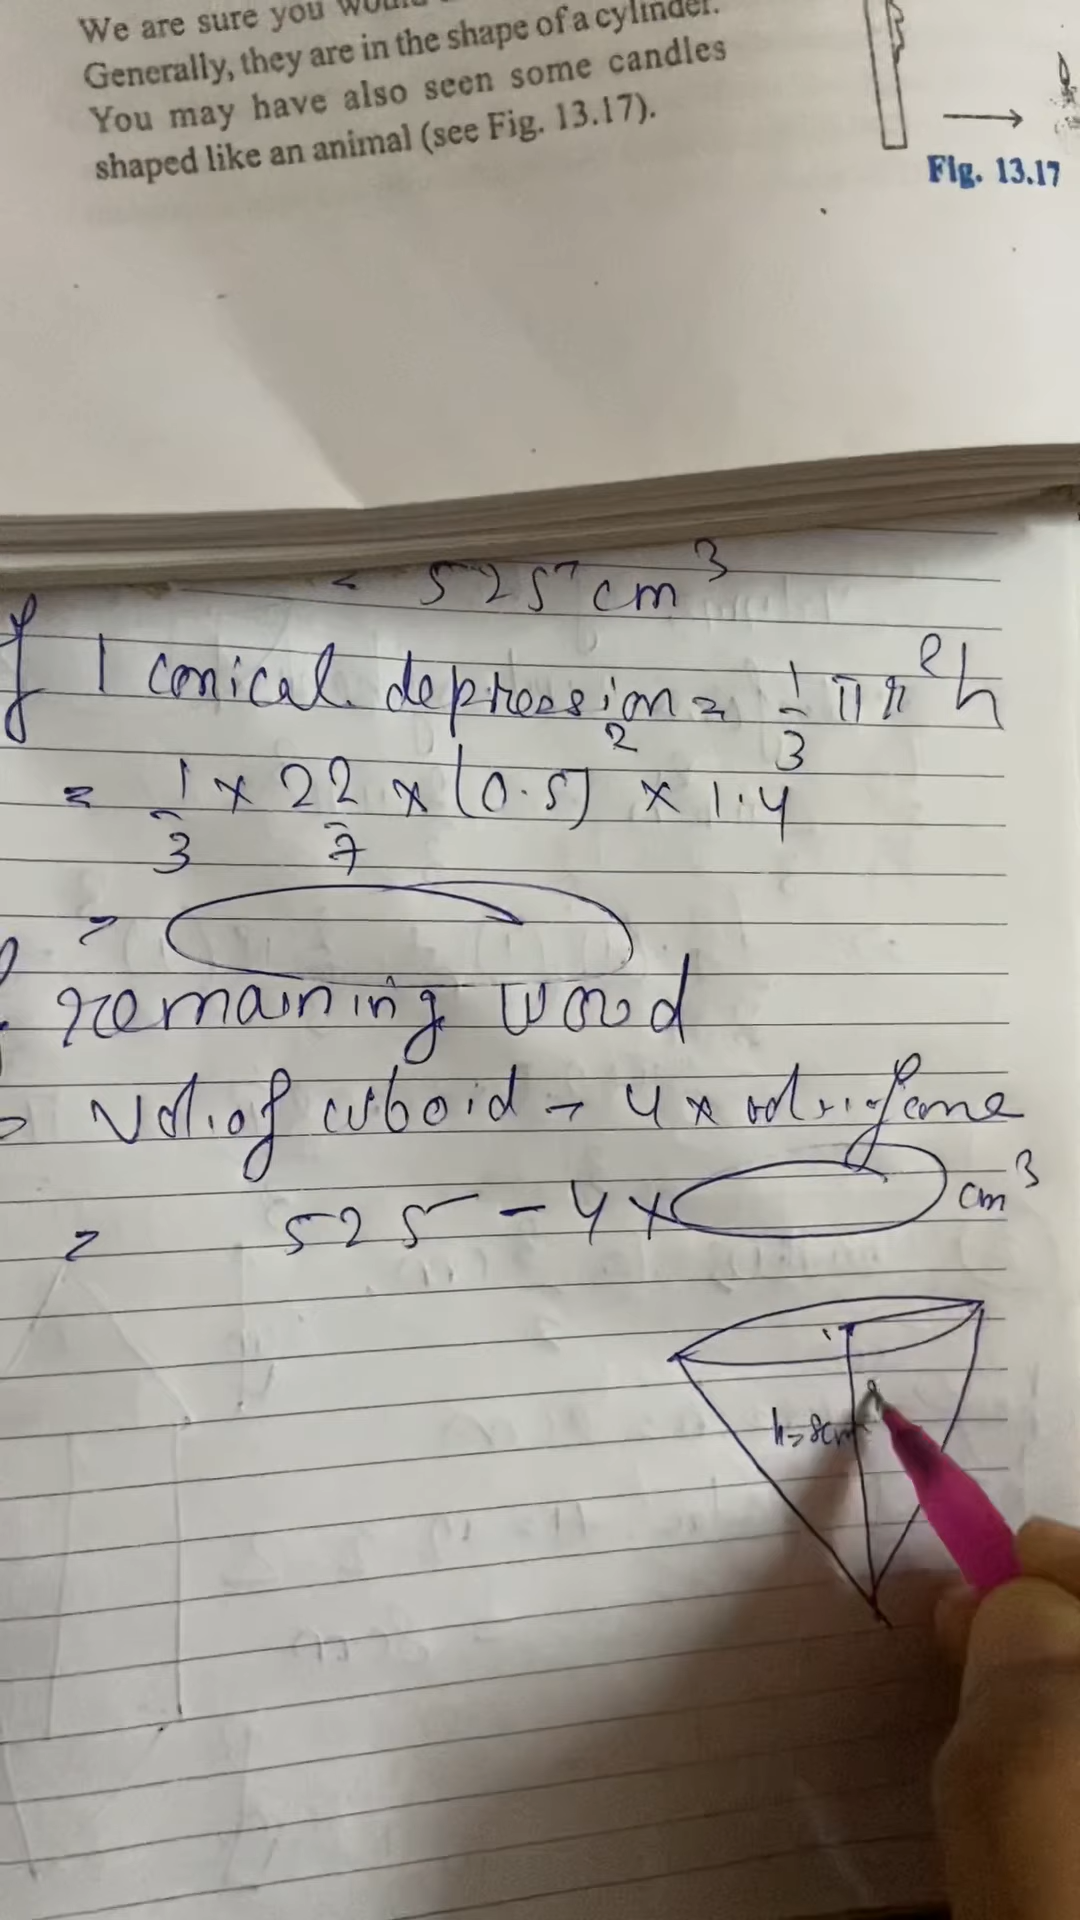 We are sure you would
Generally, they are in the shape of a cylinder.
You may have also seen some candles
shaped like an animal (see Fig. 13.17).
Fig. 13.17
= 525 cm³
f 1 conical depression = 1/3 πr²h
= 1/3 × 22/7 × (0.5)² × 1.4
=
remaining wood
= Vol. of cuboid - 4 × vol. of cone
= 525 - 4 × cm³
h = 8cm